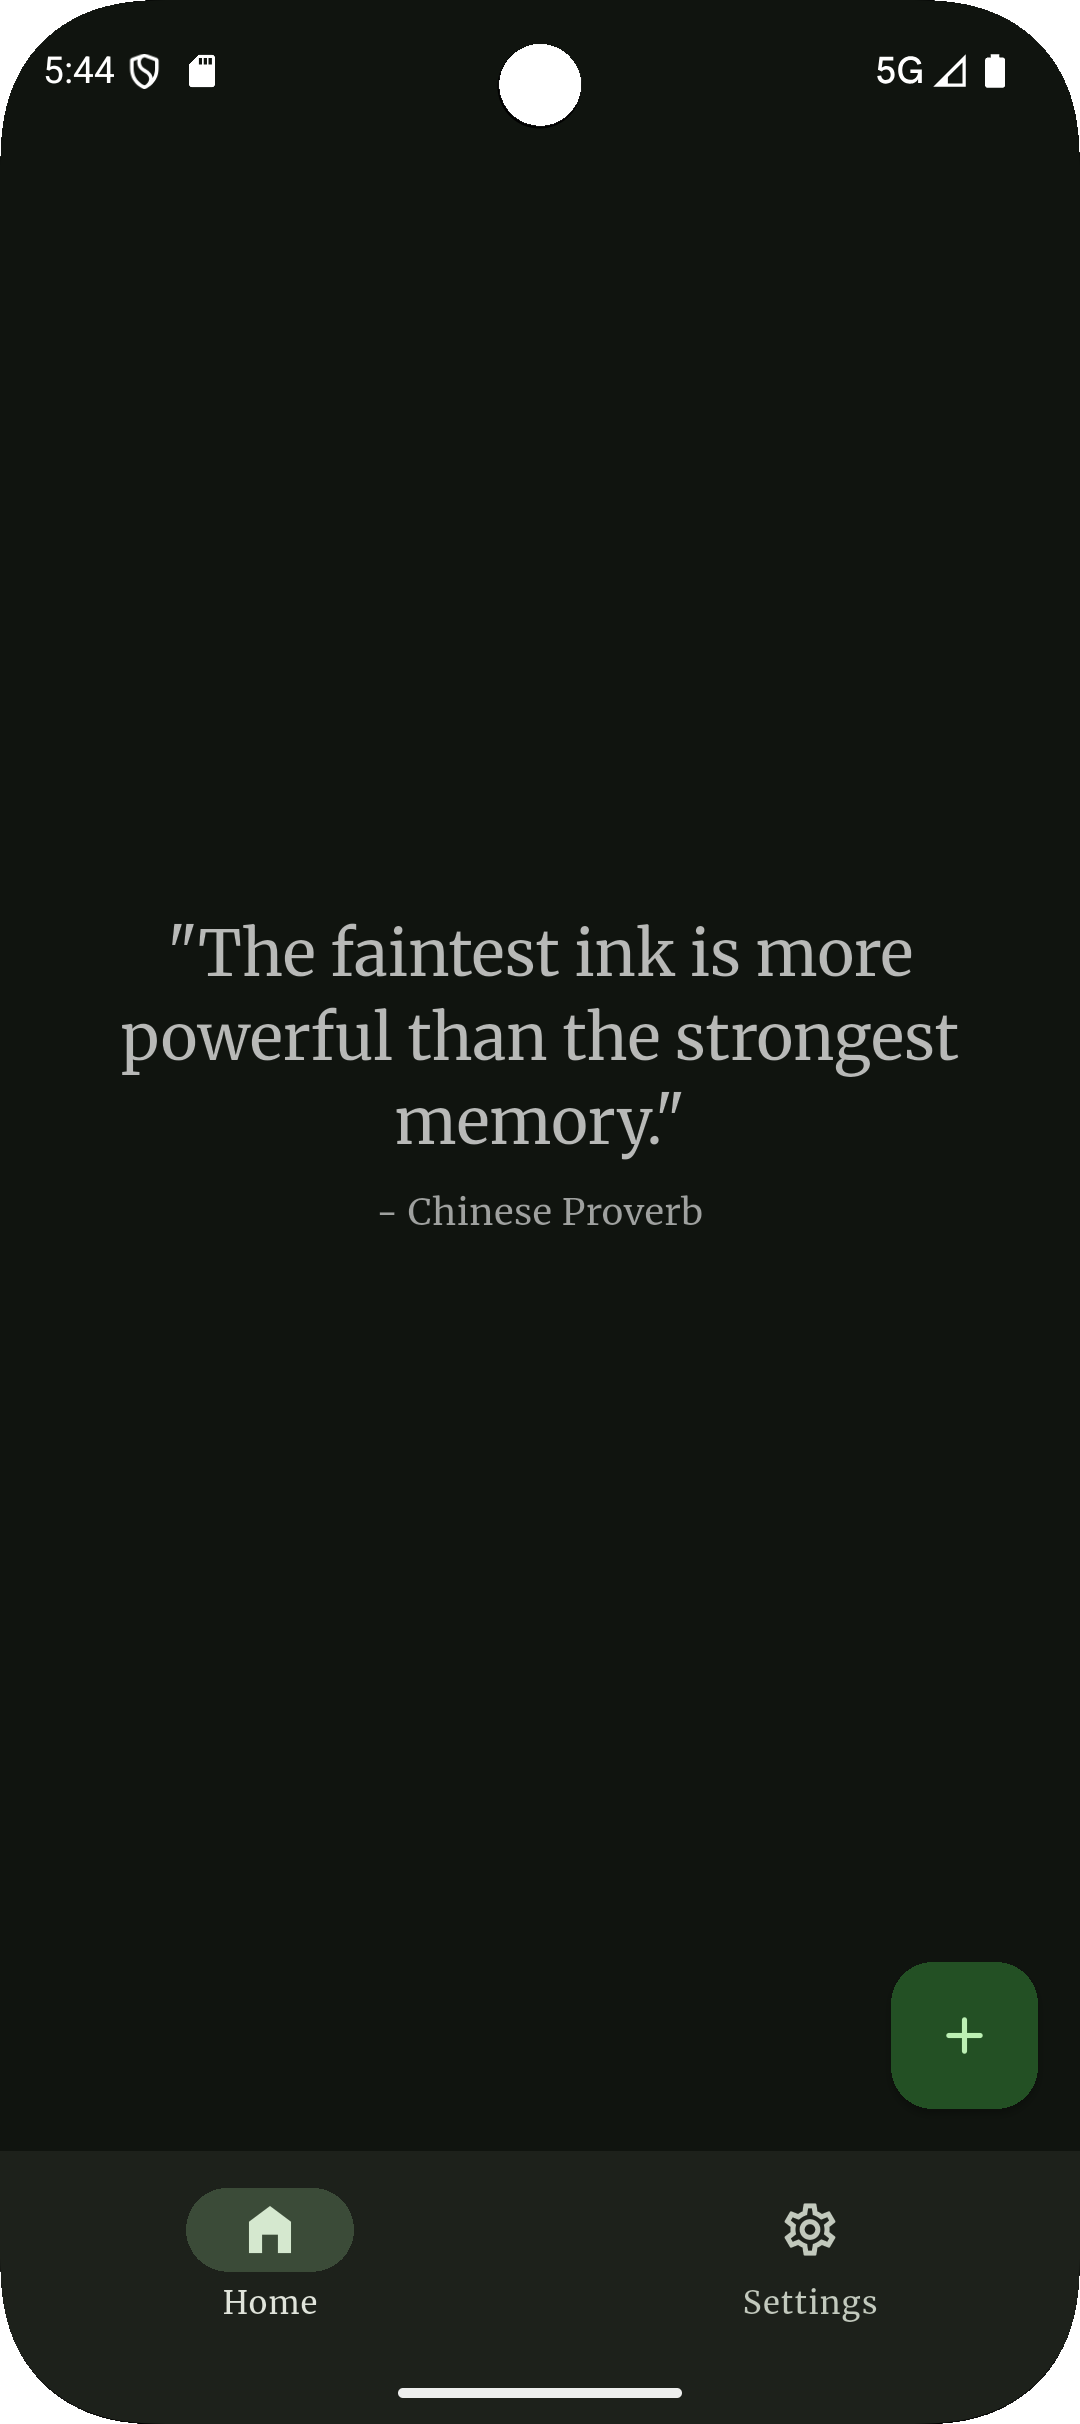 5:44
5G
"The faintest ink is more
powerful than the strongest
memory."
- Chinese Proverb
Home
Settings